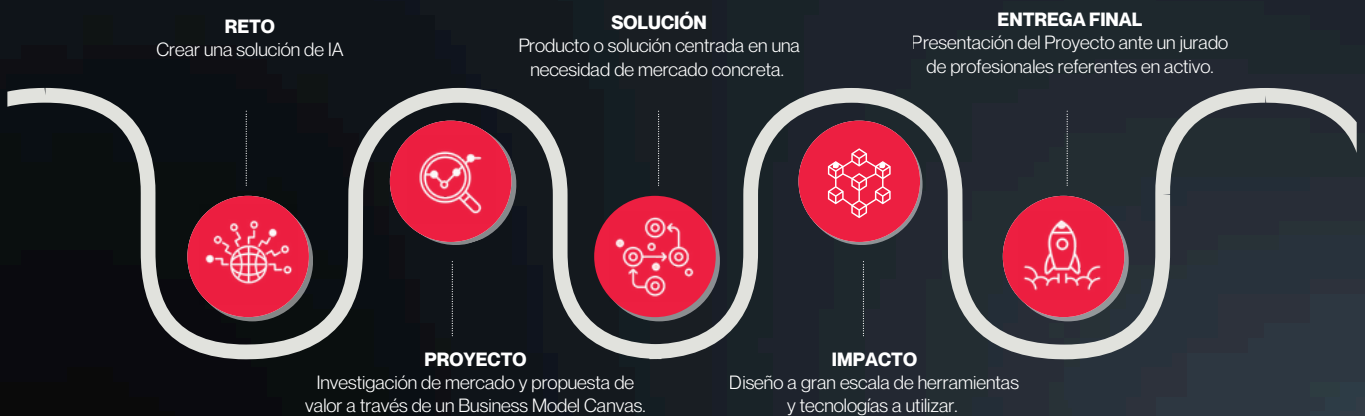 RETO
Crear una solución de IA
PROYECTO
Investigación de mercado y propuesta de
valor a través de un Business Model Canvas.
SOLUCIÓN
Producto o solución centrada en una
necesidad de mercado concreta.
IMPACTO
Diseño a gran escala de herramientas
y tecnologías a utilizar.
ENTREGA FINAL
Presentación del Proyecto ante un jurado
de profesionales referentes en activo.